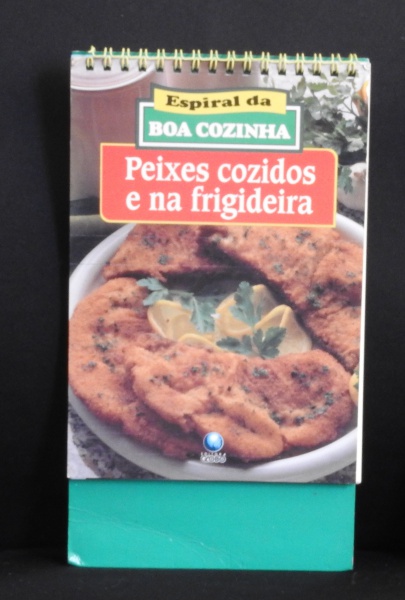 Espiral da
BOA COZINHA
Peixes cozidos
e na frigideira